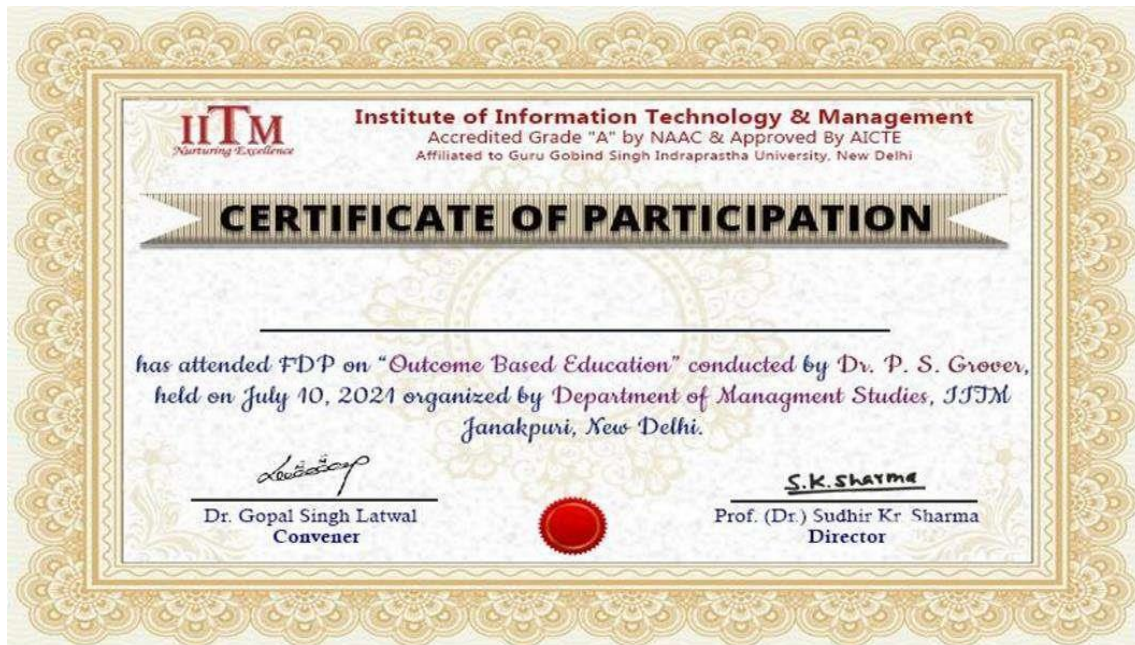 IITM
Nurturing Excellence
Institute of Information Technology & Management
Accredited Grade "A" by NAAC & Approved By AICTE
Affiliated to Guru Gobind Singh Indraprastha University, New Delhi
CERTIFICATE OF PARTICIPATION
has attended FDP on “Outcome Based Education” conducted by Dr. P. S. Grover,
held on July 10, 2021 organized by Department of Managment Studies, IITM
Janakpuri, New Delhi.
S.K. Sharma
Dr. Gopal Singh Latwal
Convener
Prof. (Dr.) Sudhir Kr. Sharma
Director